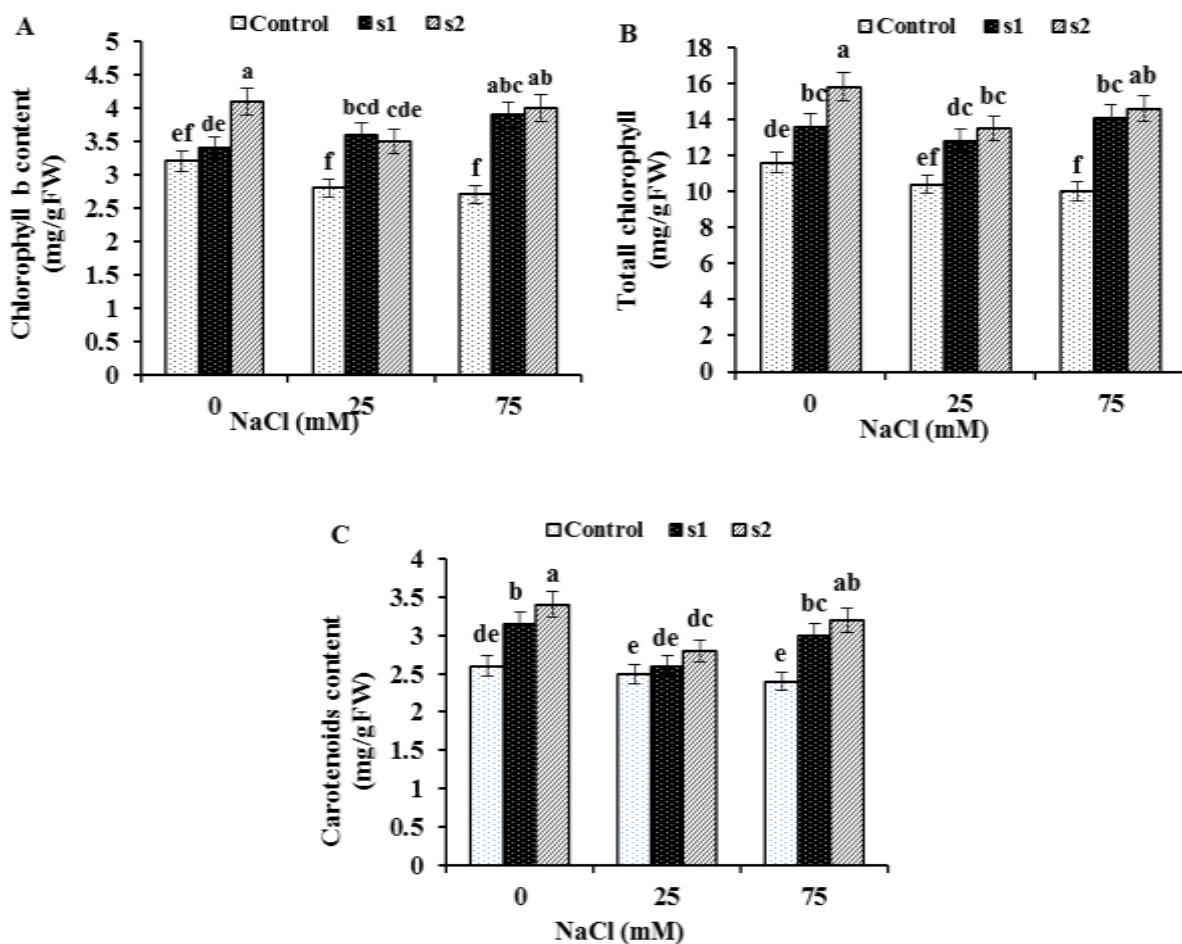 A
Control s1 s2
Chlorophyll b content
(mg/gFW)
5
4.5
4
3.5
3
2.5
2
1.5
1
0.5
0
ef de a
f bcd cde
f abc ab
0 25 75
NaCl (mM)
B
Control s1 s2
Totall chlorophyll
(mg/gFW)
18
16
14
12
10
8
6
4
2
0
de bc a
ef dc bc
f bc ab
0 25 75
NaCl (mM)
C
Control s1 s2
Carotenoids content
(mg/gFW)
4
3.5
3
2.5
2
1.5
1
0.5
0
de b a
e de dc
e bc ab
0 25 75
NaCl (mM)